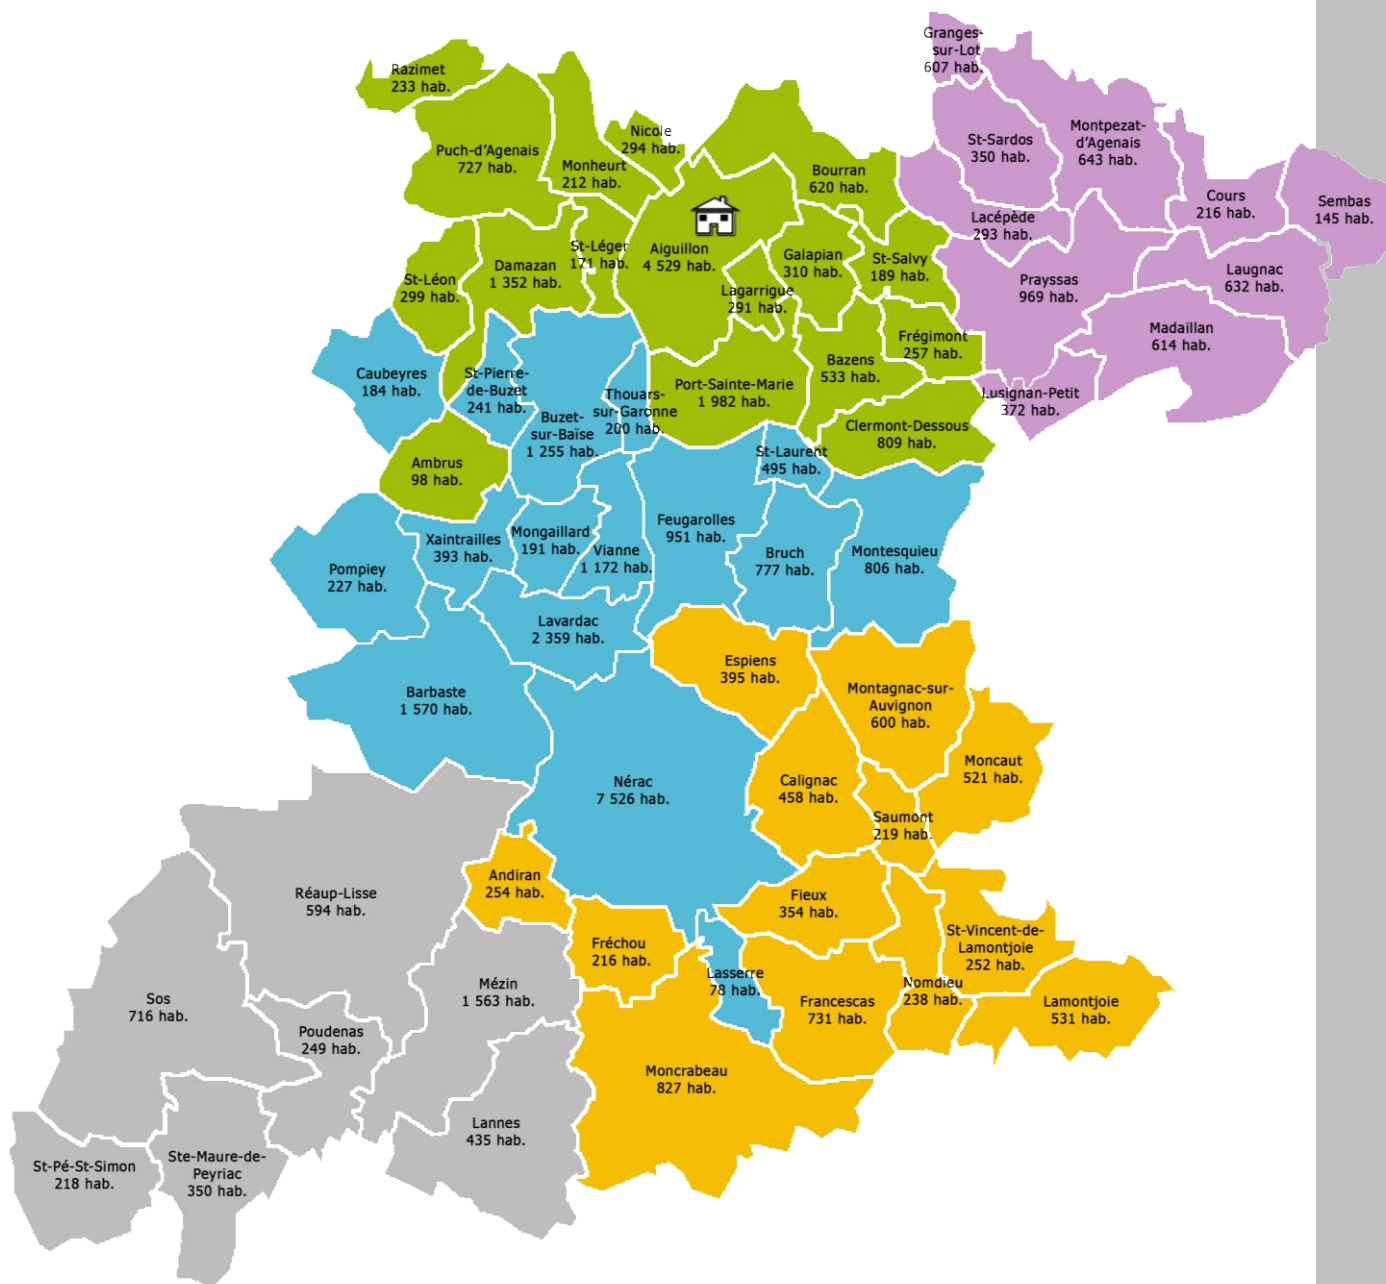 Granges-
sur-Lot
607 hab.
Razimet
233 hab.
Nicole
294 hab.
Puch-d'Agenais
727 hab.
Monheurt
212 hab.
St-Sardos
350 hab.
Montpezat-
d'Agenais
643 hab.
Bourran
620 hab.
Cours
216 hab.
Sembas
145 hab.
Lacépède
293 hab.
St-Léger
171 hab.
Aiguillon
4 529 hab.
Galapian
310 hab.
St-Salvy
189 hab.
Damazan
1 352 hab.
St-Léon
299 hab.
Prayssas
969 hab.
Laugnac
632 hab.
Lagarrigue
291 hab.
Madaillan
614 hab.
Frégimont
257 hab.
Bazens
533 hab.
Caubeyres
184 hab.
St-Pierre-
de-Buzet
241 hab.
Port-Sainte-Marie
1 982 hab.
Thouars-
sur-Garonne
200 hab.
Lusignan-Petit
372 hab.
Buzet-
sur-Baïse
1 255 hab.
Clermont-Dessous
809 hab.
St-Laurent
495 hab.
Ambrus
98 hab.
Feugarolles
951 hab.
Mongaillard
191 hab.
Xaintrailles
393 hab.
Vianne
1 172 hab.
Bruch
777 hab.
Montesquieu
806 hab.
Pompiey
227 hab.
Lavardac
2 359 hab.
Espiens
395 hab.
Barbaste
1 570 hab.
Montagnac-sur-
Auvignon
600 hab.
Moncaut
521 hab.
Nérac
7 526 hab.
Calignac
458 hab.
Saumont
219 hab.
Andiran
254 hab.
Réaup-Lisse
594 hab.
Fieux
354 hab.
St-Vincent-de-
Lamontjoie
252 hab.
Fréchou
216 hab.
Lasserre
78 hab.
Mézin
1 563 hab.
Nomdieu
238 hab.
Sos
716 hab.
Francescas
731 hab.
Lamontjoie
531 hab.
Poudenas
249 hab.
Moncrabeau
827 hab.
Lannes
435 hab.
St-Pé-St-Simon
218 hab.
Ste-Maure-de-
Peyriac
350 hab.